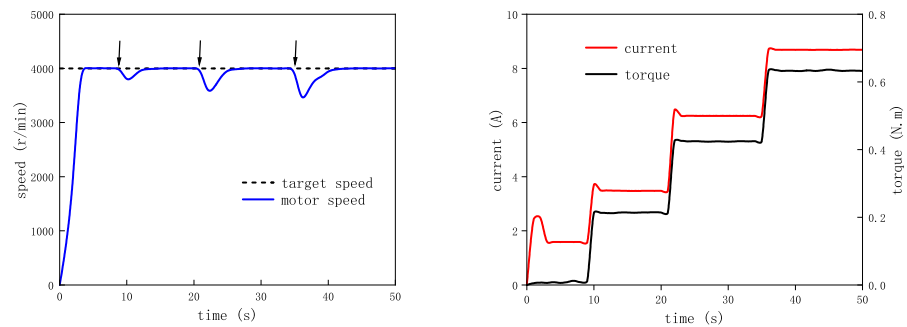 5000
4000
3000
2000
1000
0
0 10 20 30 40 50
speed (r/min)
time (s)
target speed
motor speed
10
8
6
4
2
0
0 10 20 30 40 50
current (A)
time (s)
current
torque
0.8
0.6
0.4
0.2
0.0
torque (N.m)